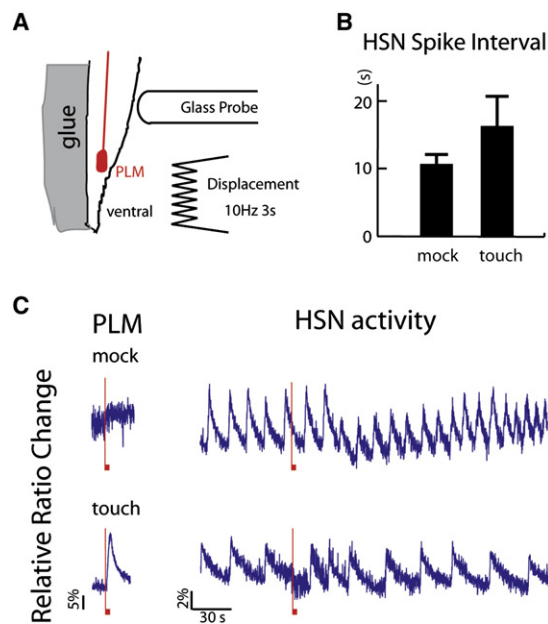 A
glue
PLM
ventral
Glass Probe
Displacement
10Hz 3s
B
HSN Spike Interval
(s)
20
10
0
mock
touch
C
PLM
HSN activity
Relative Ratio Change
mock
touch
5%
2%
30 s